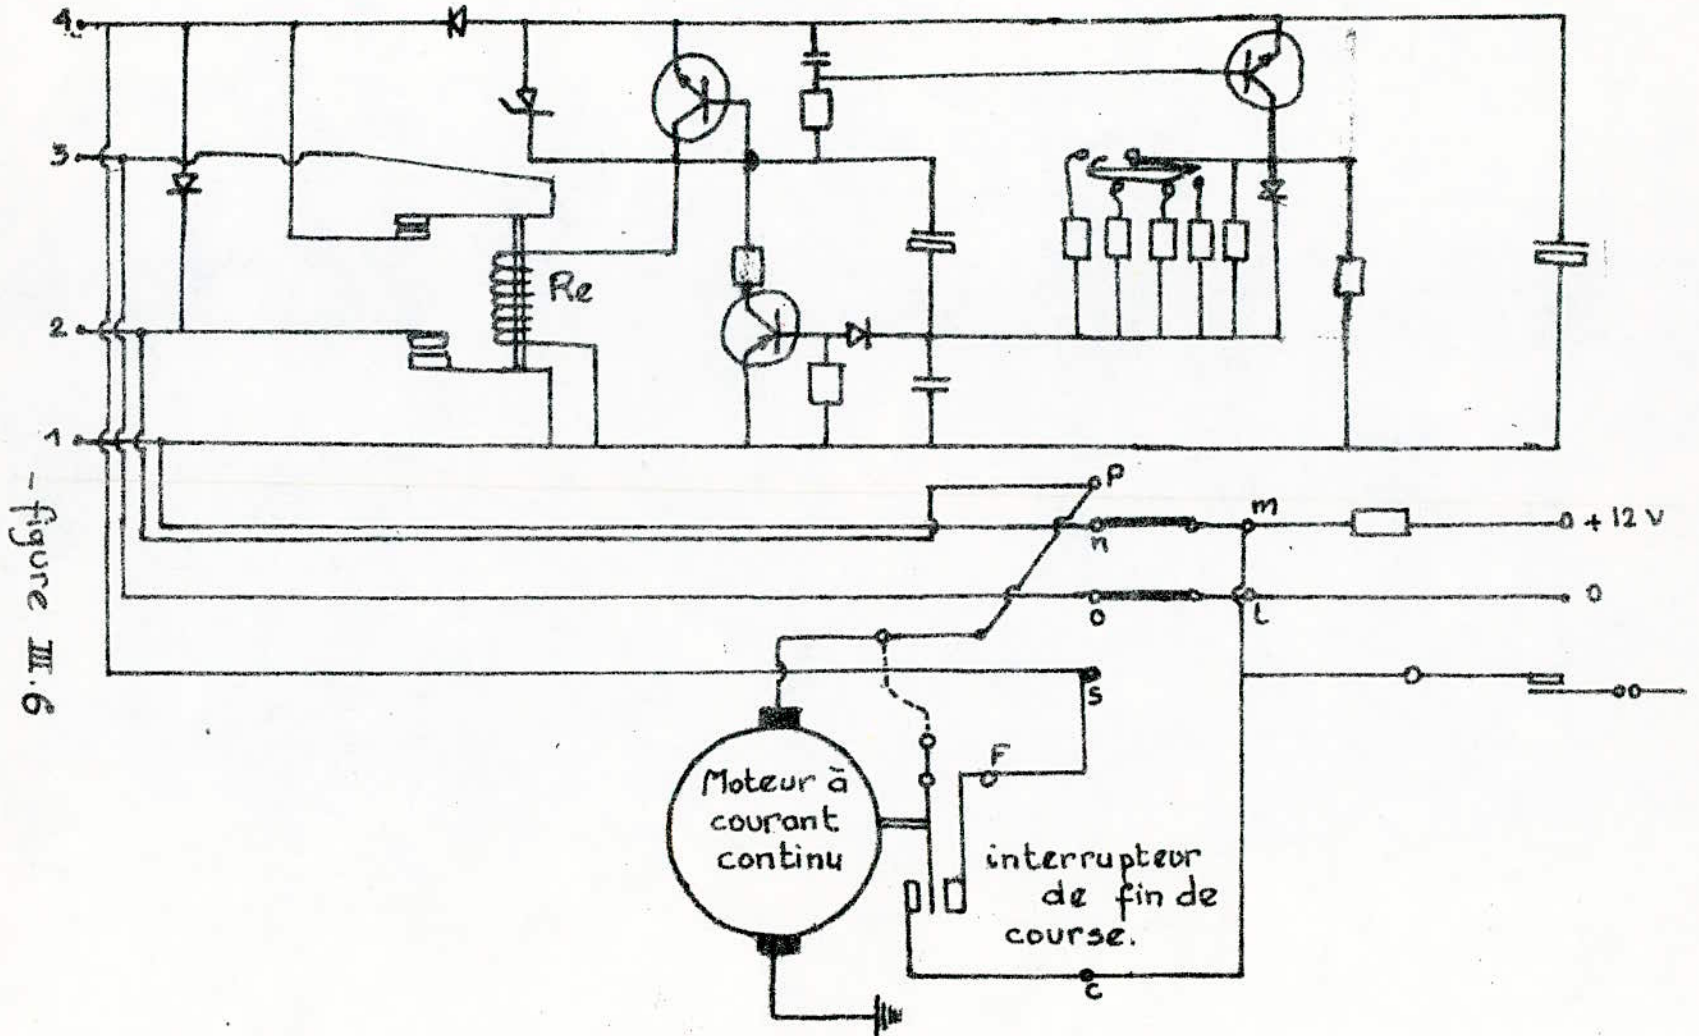 4
3
2
1
Re
- figure III.6
P
n
m
+ 12 V
o
l
0
S
F
Moteur à
courant
continu
interrupteur
de fin de
course.
c